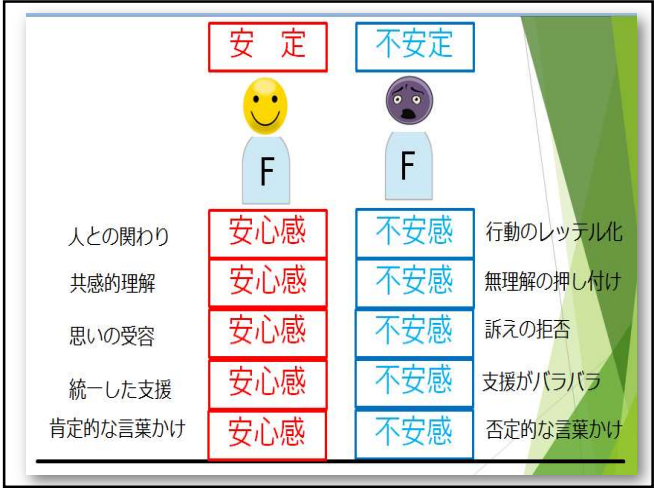 安 定 不安定
F F
人との関わり 安心感 不安感 行動のレッテル化
共感的理解 安心感 不安感 無理解の押し付け
思いの受容 安心感 不安感 訴えの拒否
統一した支援 安心感 不安感 支援がバラバラ
肯定的な言葉かけ 安心感 不安感 否定的な言葉かけ